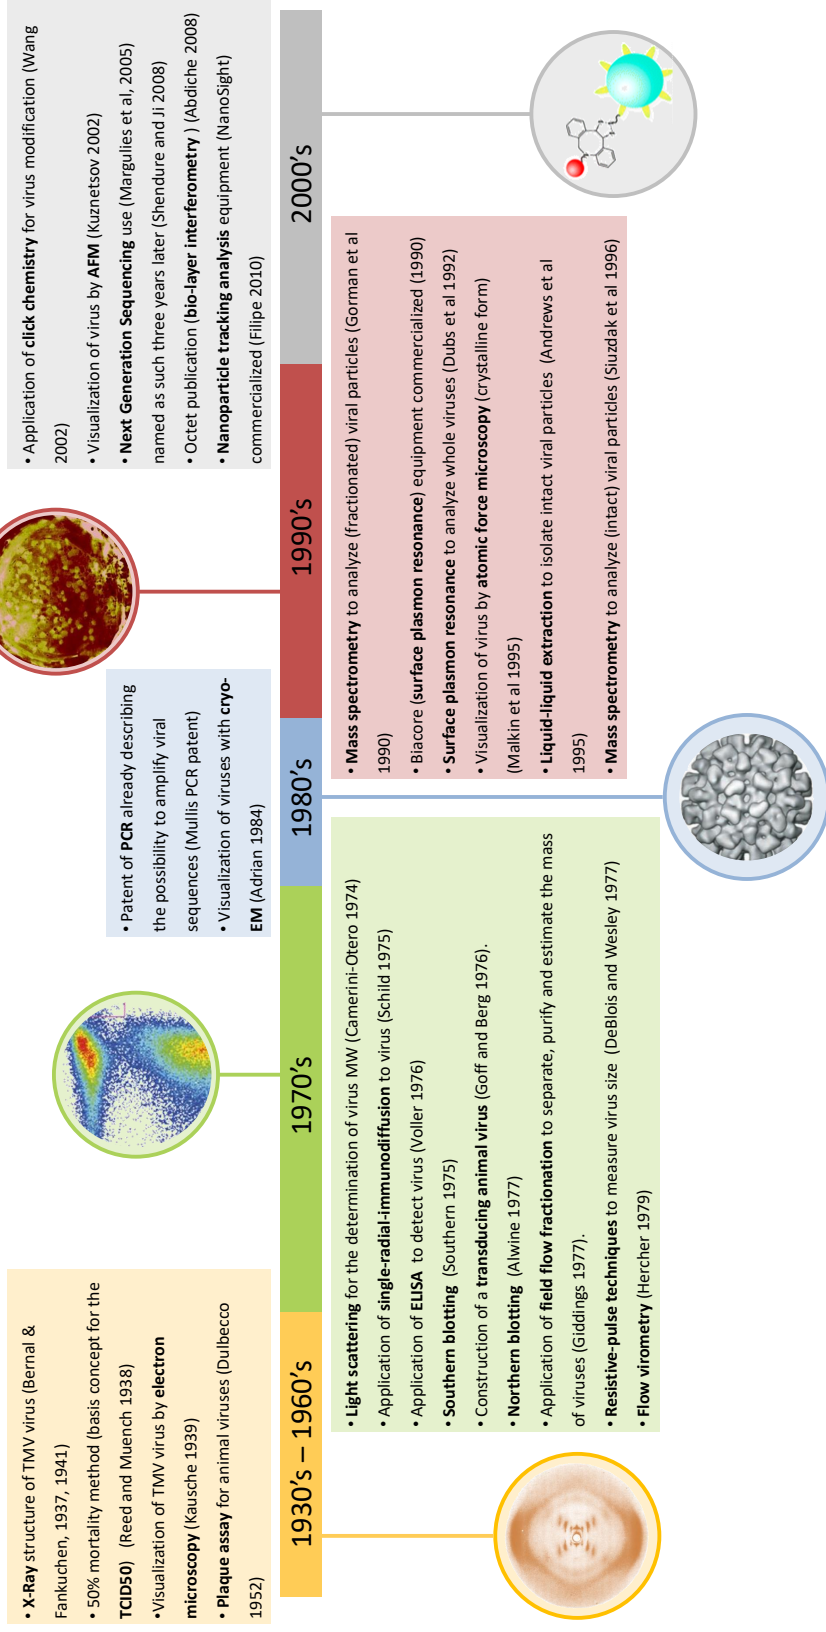 • X-Ray structure of TMV virus (Bernal &
Fankuchen, 1937, 1941)
• 50% mortality method (basis concept for the
TCID50) (Reed and Muench 1938)
•Visualization of TMV virus by electron
microscopy (Kausche 1939)
• Plaque assay for animal viruses (Dulbecco
1952)
1930's – 1960's
• Light scattering for the determination of virus MW (Camerini-Otero 1974)
• Application of single-radial-immunodiffusion to virus (Schild 1975)
• Application of ELISA to detect virus (Voller 1976)
• Southern blotting (Southern 1975)
• Construction of a transducing animal virus (Goff and Berg 1976).
• Northern blotting (Alwine 1977)
• Application of field flow fractionation to separate, purify and estimate the mass
of viruses (Giddings 1977).
• Resistive-pulse techniques to measure virus size (DeBlois and Wesley 1977)
• Flow virometry (Hercher 1979)
1970's
• Patent of PCR already describing
the possibility to amplify viral
sequences (Mullis PCR patent)
• Visualization of viruses with cryo-
EM (Adrian 1984)
1980's
• Mass spectrometry to analyze (fractionated) viral particles (Gorman et al
1990)
• Biacore (surface plasmon resonance) equipment commercialized (1990)
• Surface plasmon resonance to analyze whole viruses (Dubs et al 1992)
• Visualization of virus by atomic force microscopy (crystalline form)
(Malkin et al 1995)
• Liquid-liquid extraction to isolate intact viral particles (Andrews et al
1995)
• Mass spectrometry to analyze (intact) viral particles (Siuzdak et al 1996)
1990's
• Application of click chemistry for virus modification (Wang
2002)
• Visualization of virus by AFM (Kuznetsov 2002)
• Next Generation Sequencing use (Margulies et al, 2005)
named as such three years later (Shendure and Ji 2008)
• Octet publication (bio-layer interferometry ) (Abdiche 2008)
• Nanoparticle tracking analysis equipment (NanoSight)
commercialized (Filipe 2010)
2000's